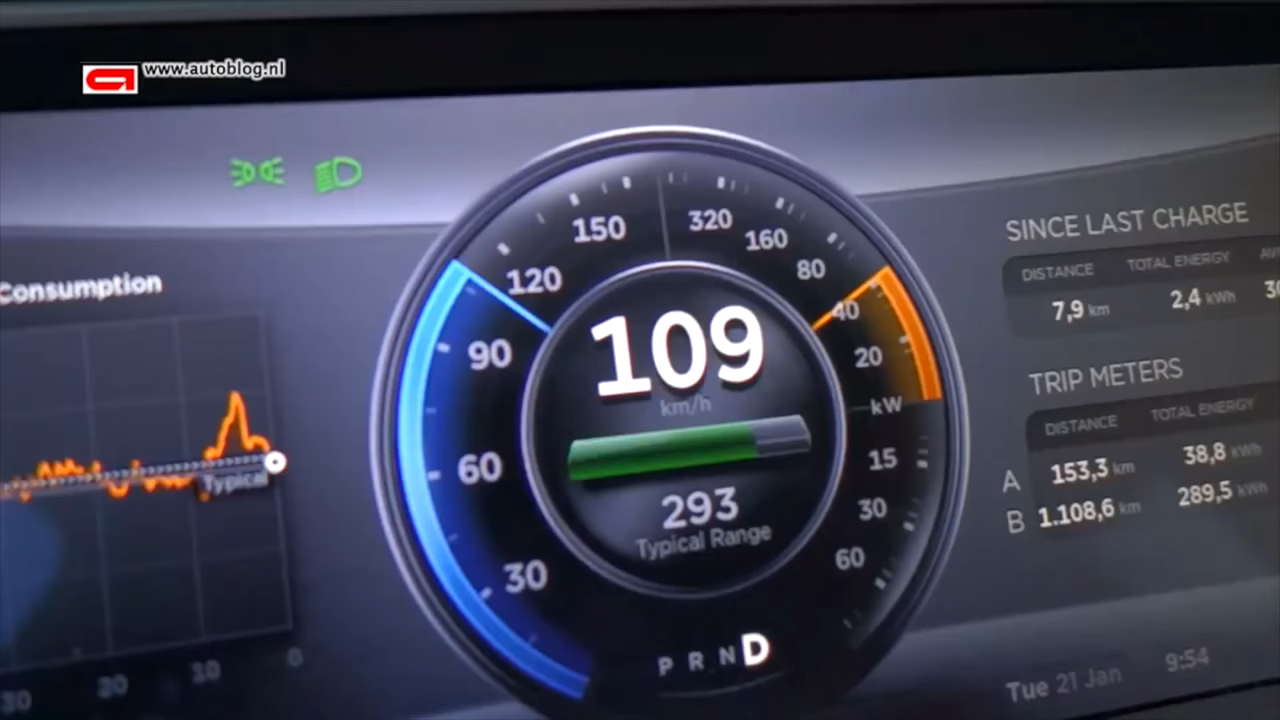 www.autoblog.nl
Consumption
Typical
30 20 10 0
150
120
90
60
30
320
160
80
40
20
kW
15
30
60
109
km/h
293
Typical Range
P R N D
SINCE LAST CHARGE
DISTANCE TOTAL ENERGY
7,9 km 2,4 kWh
TRIP METERS
DISTANCE TOTAL ENERGY
A 153,3 km 38,8 kWh
B 1.108,6 km 289,5 kWh
Tue 21 Jan 9:54